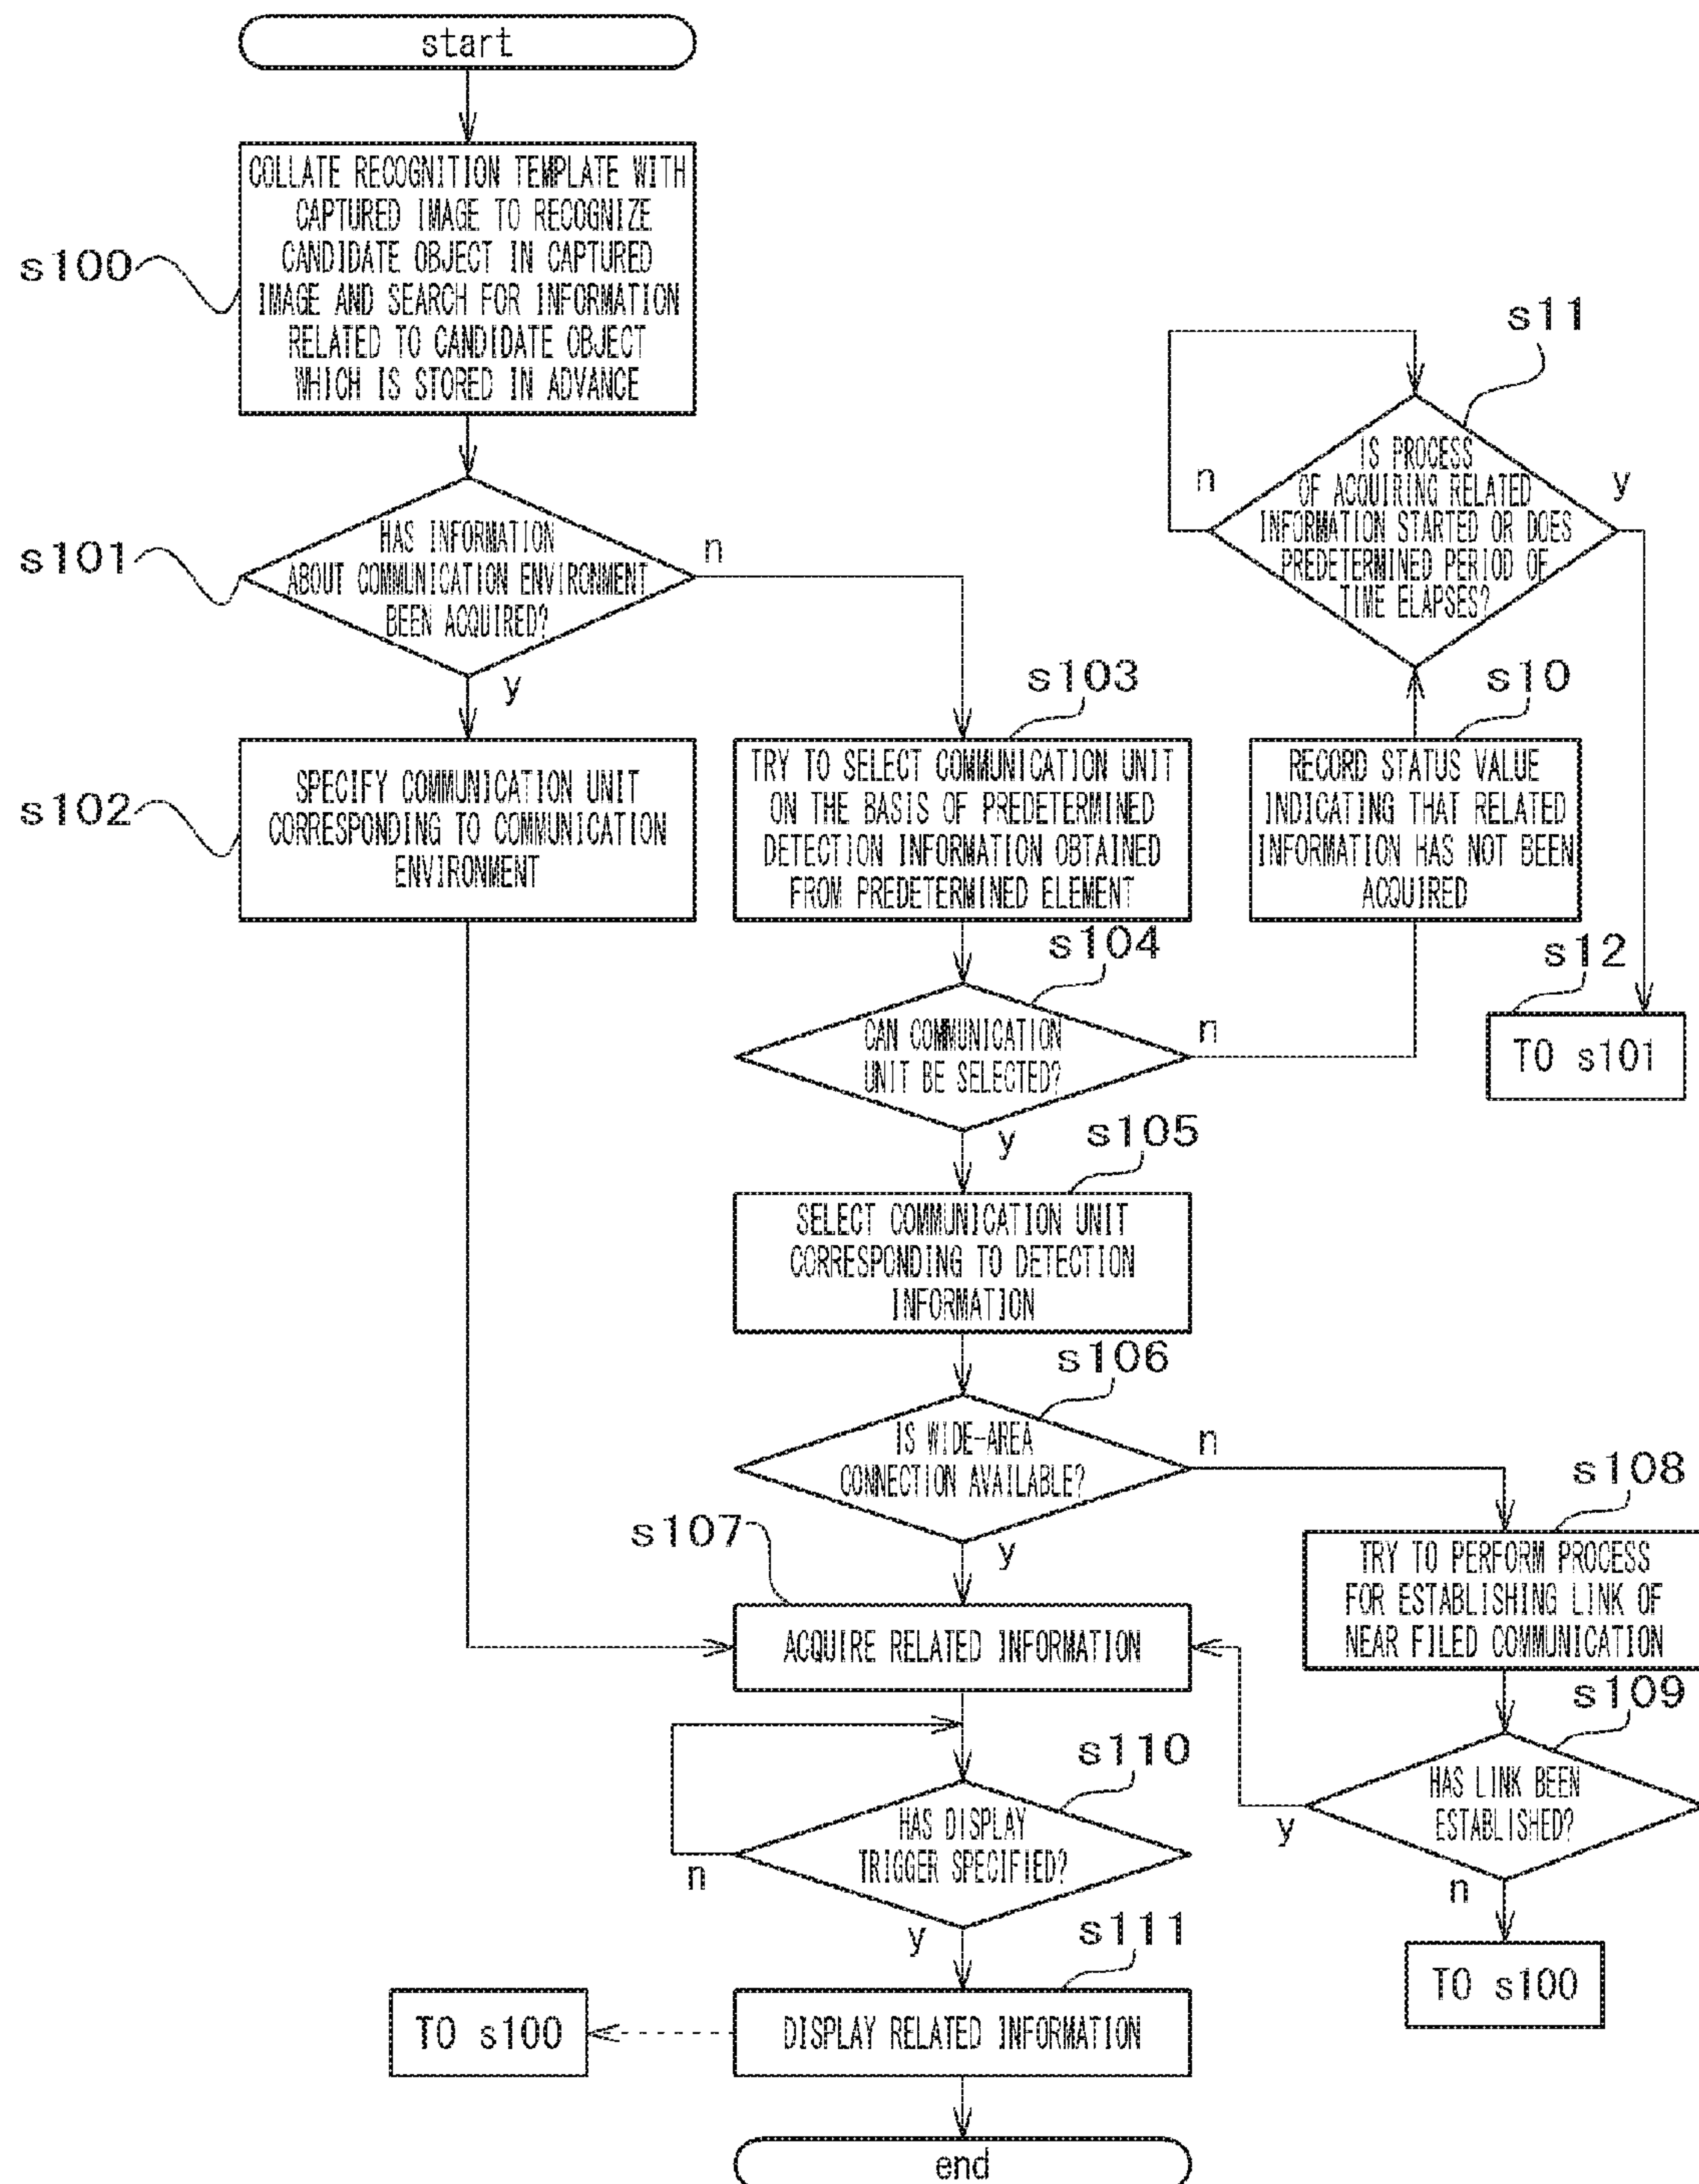 start
s100
COLLATE RECOGNITION TEMPLATE WITH
CAPTURED IMAGE TO RECOGNIZE
CANDIDATE OBJECT IN CAPTURED
IMAGE AND SEARCH FOR INFORMATION
RELATED TO CANDIDATE OBJECT
WHICH IS STORED IN ADVANCE
s101
HAS INFORMATION
ABOUT COMMUNICATION ENVIRONMENT
BEEN ACQUIRED?
n
y
s102
SPECIFY COMMUNICATION UNIT
CORRESPONDING TO COMMUNICATION
ENVIRONMENT
s103
TRY TO SELECT COMMUNICATION UNIT
ON THE BASIS OF PREDETERMINED
DETECTION INFORMATION OBTAINED
FROM PREDETERMINED ELEMENT
s104
CAN COMMUNICATION
UNIT BE SELECTED?
n
y
s10
RECORD STATUS VALUE
INDICATING THAT RELATED
INFORMATION HAS NOT BEEN
ACQUIRED
s11
IS PROCESS
OF ACQUIRING RELATED
INFORMATION STARTED OR DOES
PREDETERMINED PERIOD OF
TIME ELAPSES?
n
y
s12
TO s101
s105
SELECT COMMUNICATION UNIT
CORRESPONDING TO DETECTION
INFORMATION
s106
IS WIDE-AREA
CONNECTION AVAILABLE?
n
y
s107
ACQUIRE RELATED INFORMATION
s108
TRY TO PERFORM PROCESS
FOR ESTABLISHING LINK OF
NEAR FILED COMMUNICATION
s109
HAS LINK BEEN
ESTABLISHED?
y
n
TO s100
s110
HAS DISPLAY
TRIGGER SPECIFIED?
n
y
s111
DISPLAY RELATED INFORMATION
TO s100
end